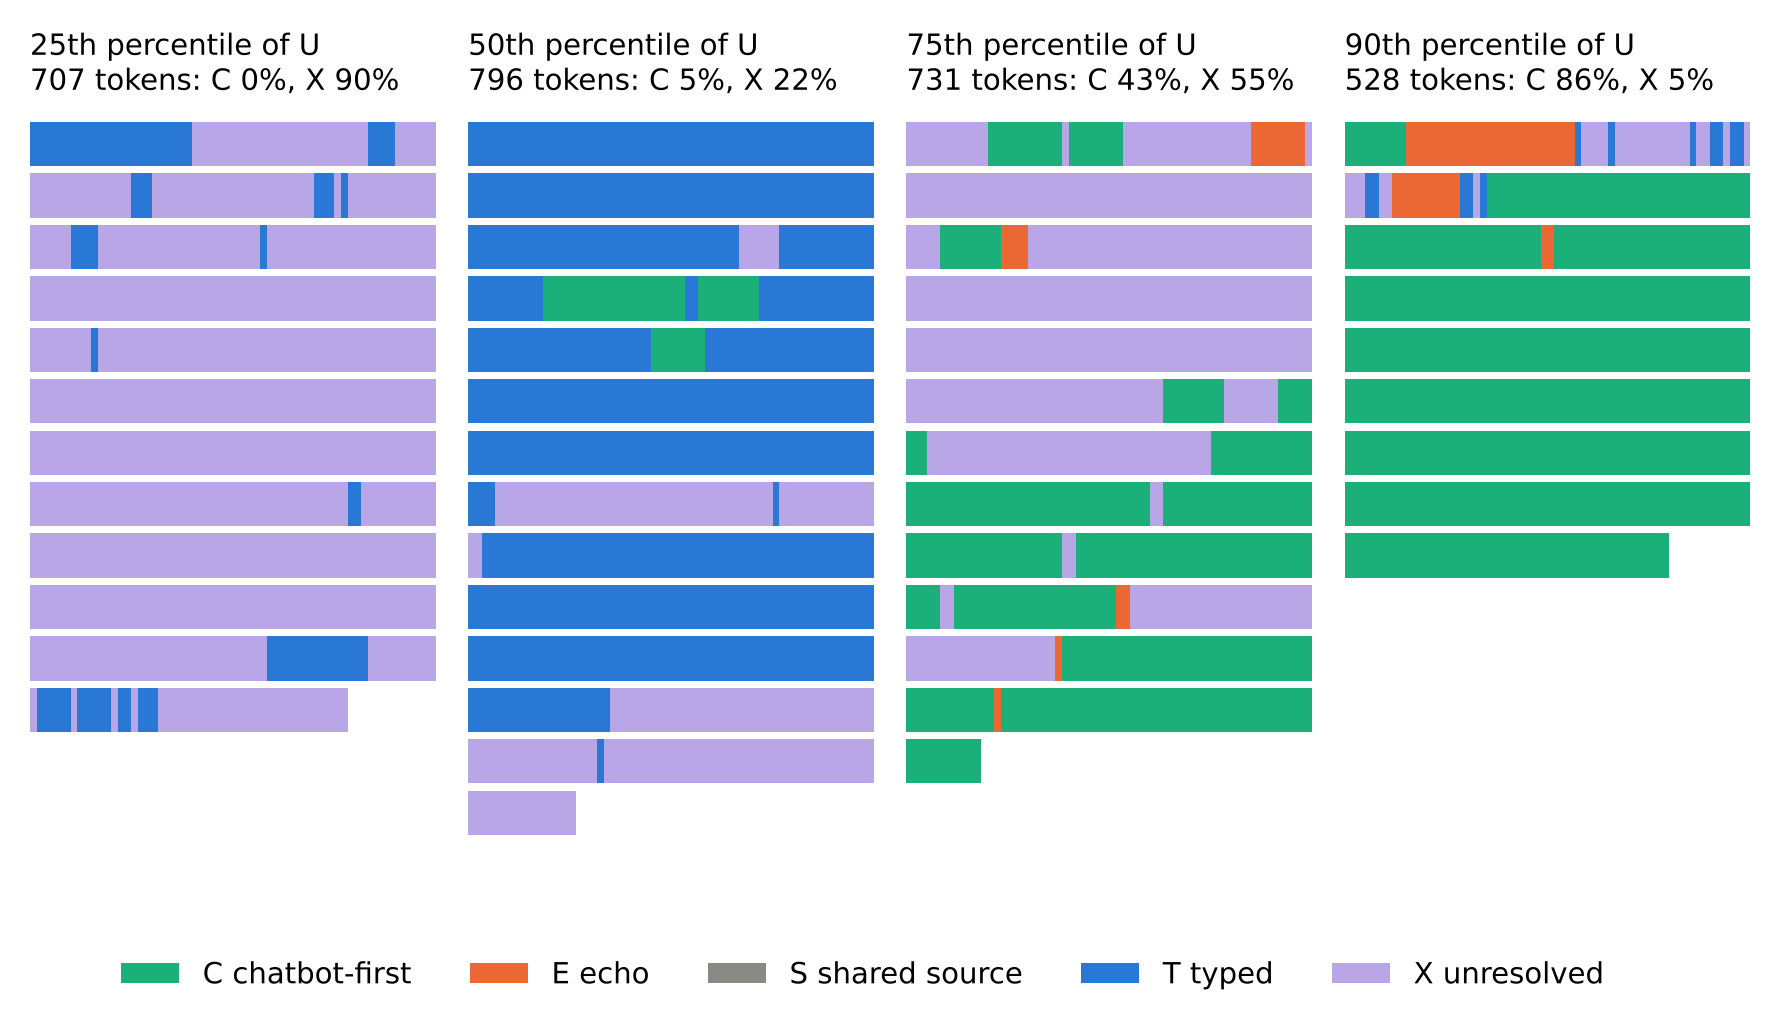 25th percentile of U
707 tokens: C 0%, X 90%
50th percentile of U
796 tokens: C 5%, X 22%
75th percentile of U
731 tokens: C 43%, X 55%
90th percentile of U
528 tokens: C 86%, X 5%
C chatbot-first
E echo
S shared source
T typed
X unresolved